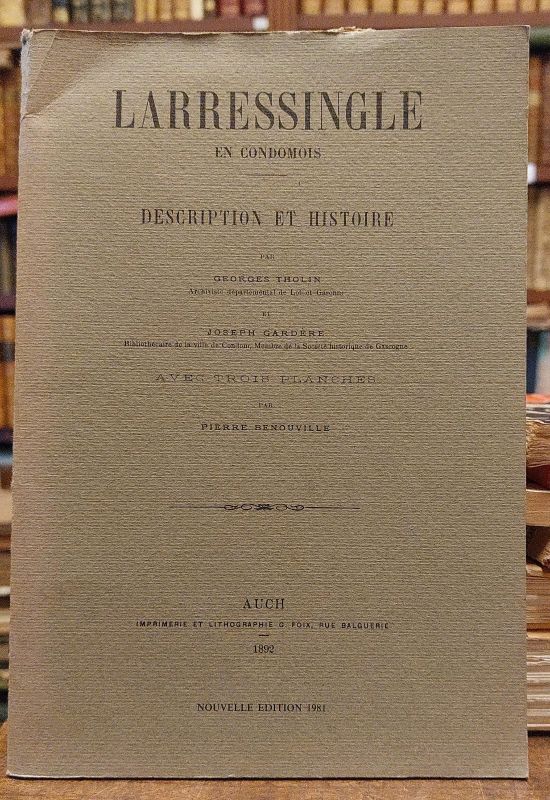 LARRESSINGLE
EN CONDOMOIS
DESCRIPTION ET HISTOIRE
PAR
GEORGES THOLIN
Archiviste départemental de Lot-et-Garonne
ET
JOSEPH GARDÈRE
Bibliothécaire de la ville de Condom, Membre de la Société historique de Gascogne
AVEC TROIS PLANCHES
PAR
PIERRE BENOUVILLE
AUCH
IMPRIMERIE ET LITHOGRAPHIE G. FOIX, RUE BALGUERIE
1892
NOUVELLE EDITION 1981